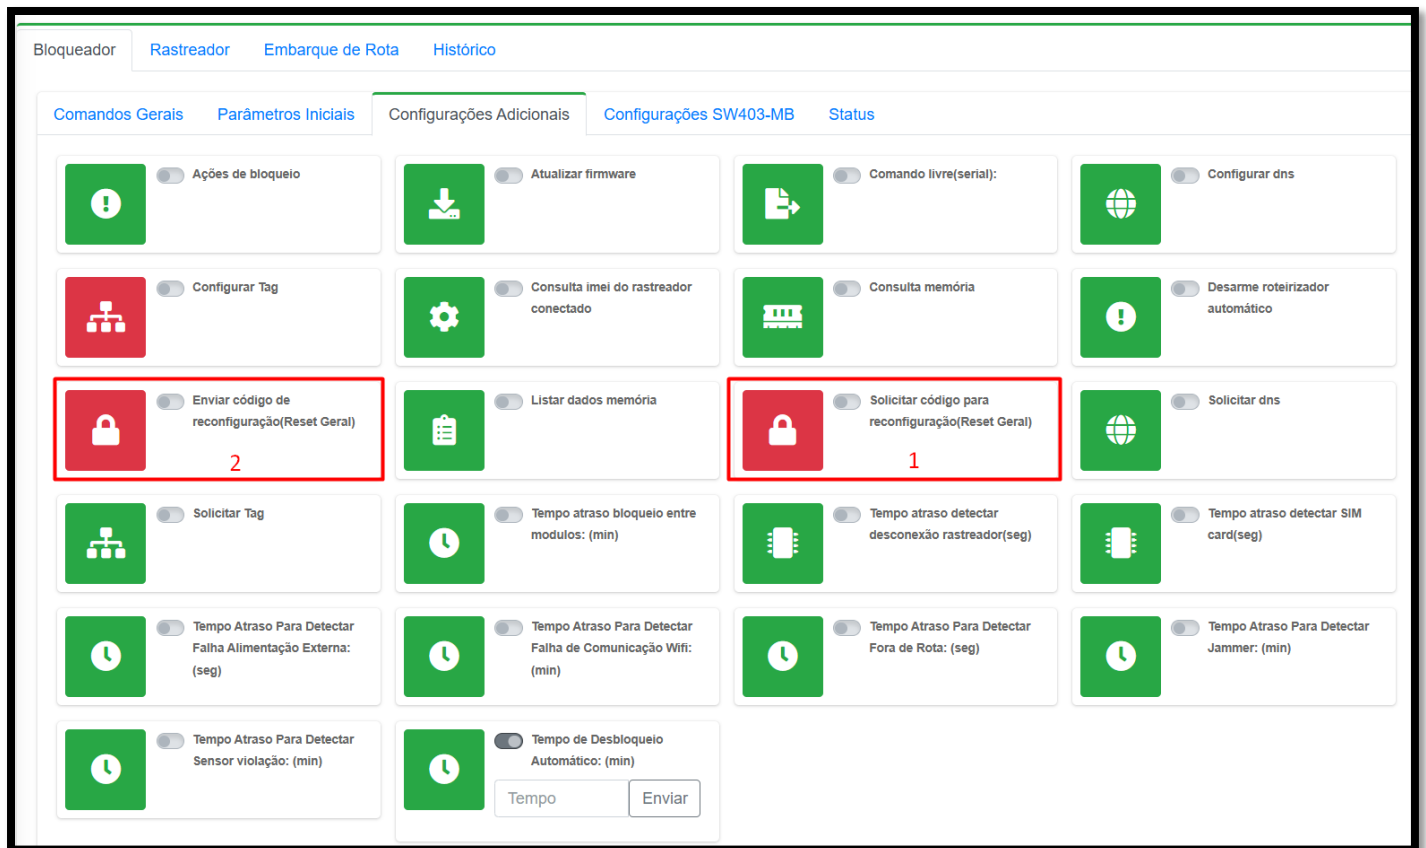 Bloqueador
Rastreador
Embarque de Rota
Histórico
Comandos Gerais
Parâmetros Iniciais
Configurações Adicionais
Configurações SW403-MB
Status
Ações de bloqueio
Atualizar firmware
Comando livre(serial):
Configurar dns
Configurar Tag
Consulta imei do rastreador
conectado
Consulta memória
Desarme roteirizador
automático
Enviar código de
reconfiguração(Reset Geral)
2
Listar dados memória
Solicitar código para
reconfiguração(Reset Geral)
1
Solicitar dns
Solicitar Tag
Tempo atraso bloqueio entre
modulos: (min)
Tempo atraso detectar
desconexão rastreador(seg)
Tempo atraso detectar SIM
card(seg)
Tempo Atraso Para Detectar
Falha Alimentação Externa:
(seg)
Tempo Atraso Para Detectar
Falha de Comunicação Wifi:
(min)
Tempo Atraso Para Detectar
Fora de Rota: (seg)
Tempo Atraso Para Detectar
Jammer: (min)
Tempo Atraso Para Detectar
Sensor violação: (min)
Tempo de Desbloqueio
Automático: (min)
Tempo
Enviar